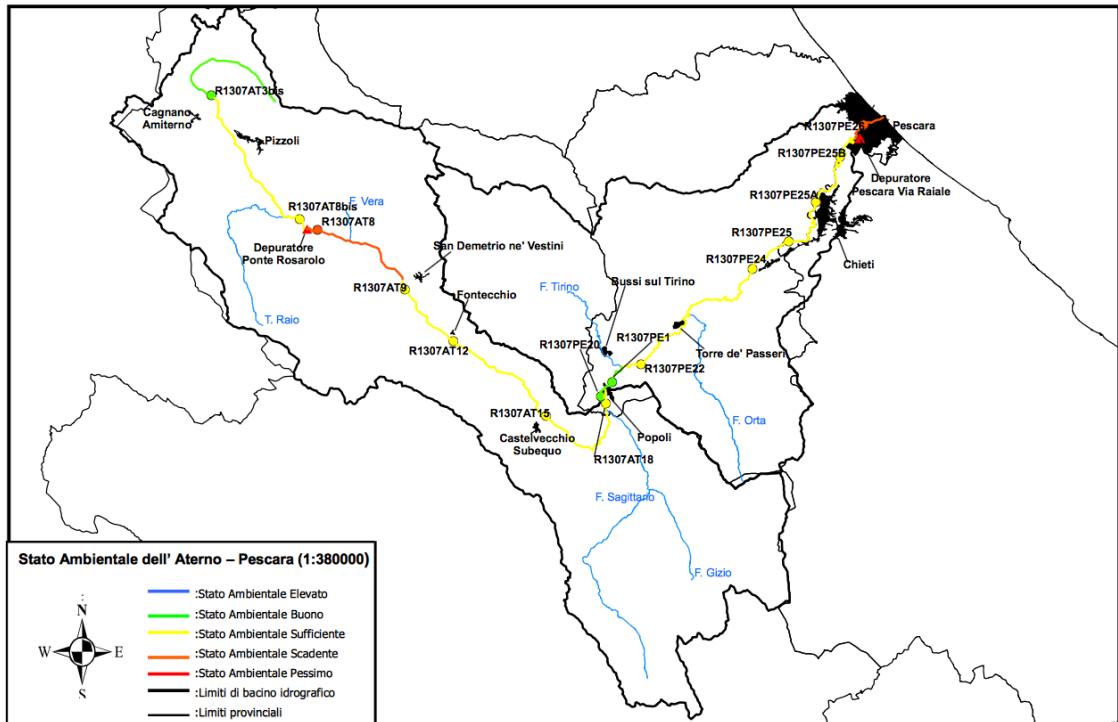 R1307AT3bis
Cagnano
Amiterno
Pizzoli
R1307PE26
Pescara
R1307PE25B
Depuratore
Pescara Via Raiale
R1307PE25A
R1307AT8bis
F. Vera
R1307AT8
Depuratore
Ponte Rosarolo
San Demetrio ne' Vestini
R1307PE25
Chieti
R1307PE24
Bussi sul Tirino
F. Tirino
R1307AT9
Fontecchio
T. Raio
R1307PE1
R1307PE20
Torre de' Passeri
R1307AT12
R1307PE22
R1307AT15
Castelvecchio
Subequo
Popoli
F. Orta
R1307AT18
F. Sagittario
F. Gizio
Stato Ambientale dell' Aterno – Pescara (1:380000)
:
N
W
E
S
:Stato Ambientale Elevato
:Stato Ambientale Buono
:Stato Ambientale Sufficiente
:Stato Ambientale Scadente
:Stato Ambientale Pessimo
:Limiti di bacino idrografico
:Limiti provinciali